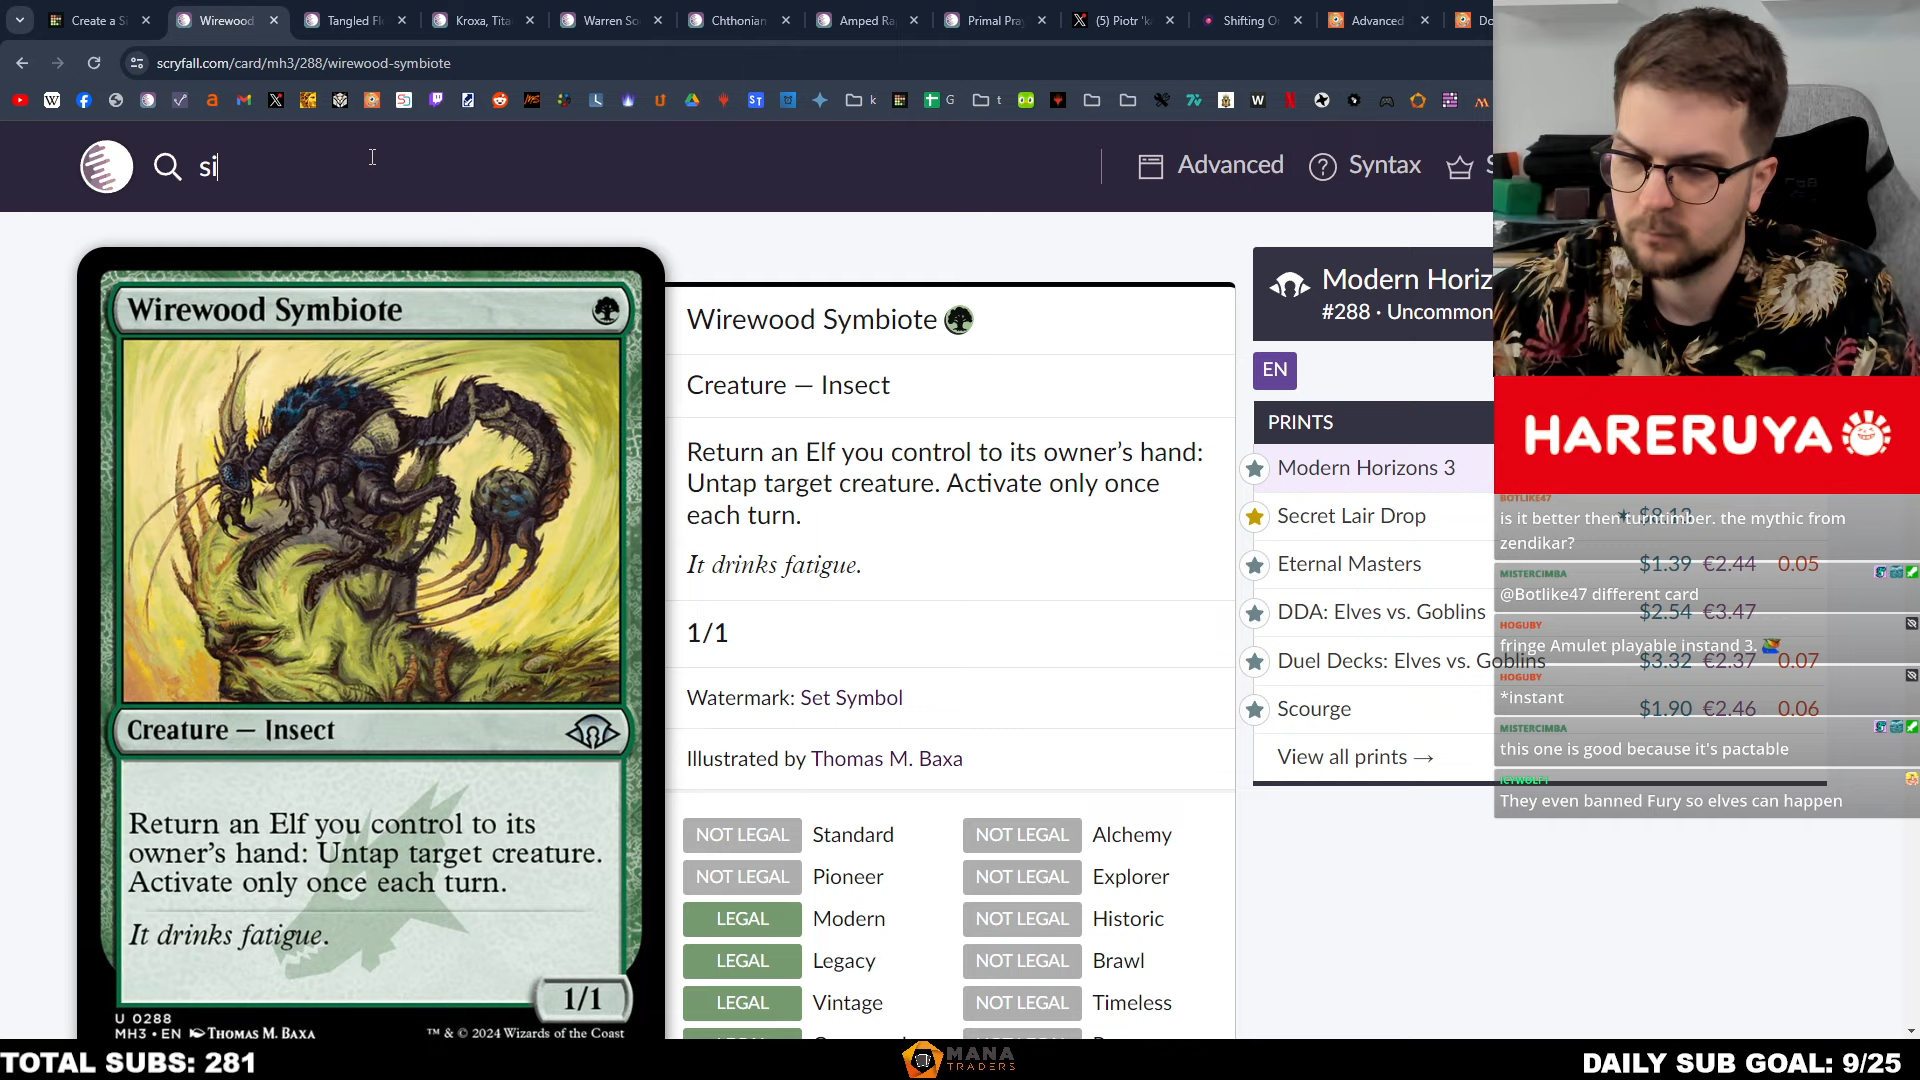 Create a Si
Wirewood
Tangled Fl
Kroxa, Tita
Warren So
Chthonian
Amped Ra
Primal Pra
(5) Piotr 'k
Shifting O
Advanced
Do
scryfall.com/card/mh3/288/wirewood-symbiote
k
G
t
si
Advanced
Syntax
S
Wirewood Symbiote
Creature — Insect
Return an Elf you control to its
owner's hand: Untap target creature.
Activate only once each turn.
It drinks fatigue.
1/1
U 0288
MH3 • EN THOMAS M. BAXA
™ & © 2024 Wizards of the Coast
Wirewood Symbiote
Creature — Insect
Return an Elf you control to its owner's hand:
Untap target creature. Activate only once
each turn.
It drinks fatigue.
1/1
Watermark: Set Symbol
Illustrated by Thomas M. Baxa
NOT LEGAL Standard NOT LEGAL Alchemy
NOT LEGAL Pioneer NOT LEGAL Explorer
LEGAL Modern NOT LEGAL Historic
LEGAL Legacy NOT LEGAL Brawl
LEGAL Vintage NOT LEGAL Timeless
Modern Horiz
#288 · Uncommon
EN
PRINTS
Modern Horizons 3
Secret Lair Drop
Eternal Masters $1.39 €2.44 0.05
DDA: Elves vs. Goblins $2.54 €3.47
Duel Decks: Elves vs. Goblins $3.32 €2.37 0.07
Scourge $1.90 €2.46 0.06
View all prints →
HARERUYA
BOTLIKE47
is it better then turntimber. the mythic from
zendikar?
MISTERCIMBA
@Botlike47 different card
HOGUBY
fringe Amulet playable instand 3.
HOGUBY
*instant
MISTERCIMBA
this one is good because it's pactable
ICYWOLF1
They even banned Fury so elves can happen
TOTAL SUBS: 281
MANA
TRADERS
DAILY SUB GOAL: 9/25